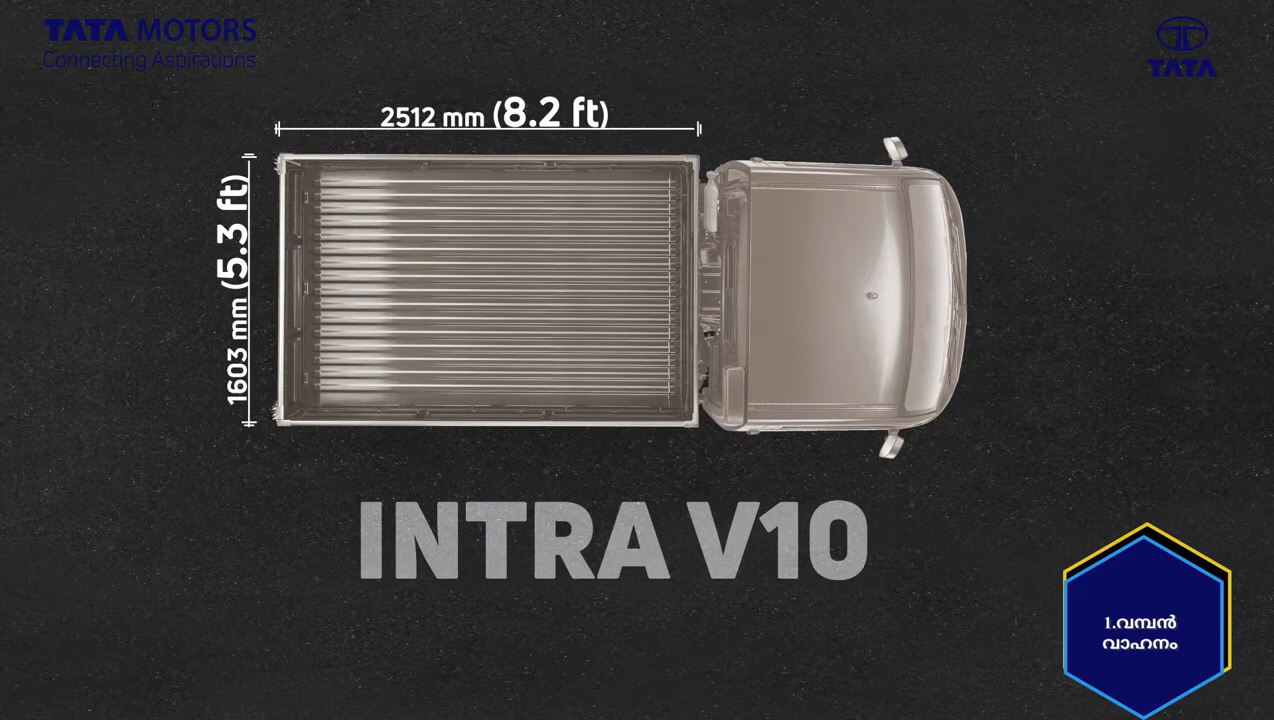 TATA MOTORS
Connecting Aspirations
TATA
2512 mm (8.2 ft)
1603 mm (5.3 ft)
INTRA V10
1.വമ്പൻ
വാഹനം